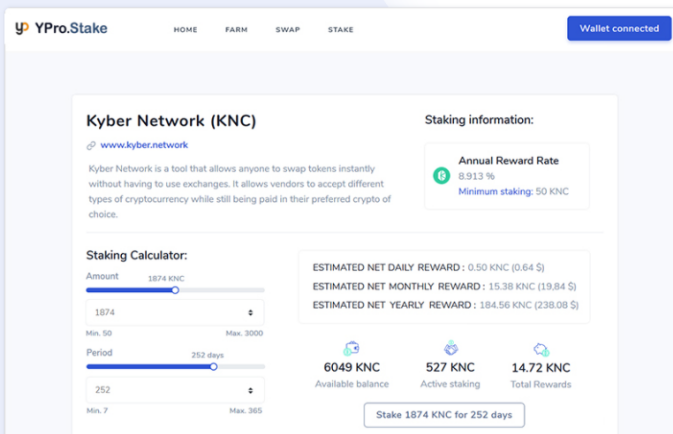 YPro.Stake
HOME FARM SWAP STAKE
Wallet connected
Kyber Network (KNC)
www.kyber.network
Kyber Network is a tool that allows anyone to swap tokens instantly
without having to use exchanges. It allows vendors to accept different
types of cryptocurrency while still being paid in their preferred crypto of
choice.
Staking information:
Annual Reward Rate
8.913 %
Minimum staking: 50 KNC
Staking Calculator:
Amount 1874 KNC
1874
Min. 50 Max. 3000
Period 252 days
252
Min. 7 Max. 365
ESTIMATED NET DAILY REWARD : 0.50 KNC (0,64 $)
ESTIMATED NET MONTHLY REWARD : 15.38 KNC (19,84 $)
ESTIMATED NET YEARLY REWARD : 184.56 KNC (238.08 $)
6049 KNC 527 KNC 14.72 KNC
Available balance Active staking Total Rewards
Stake 1874 KNC for 252 days